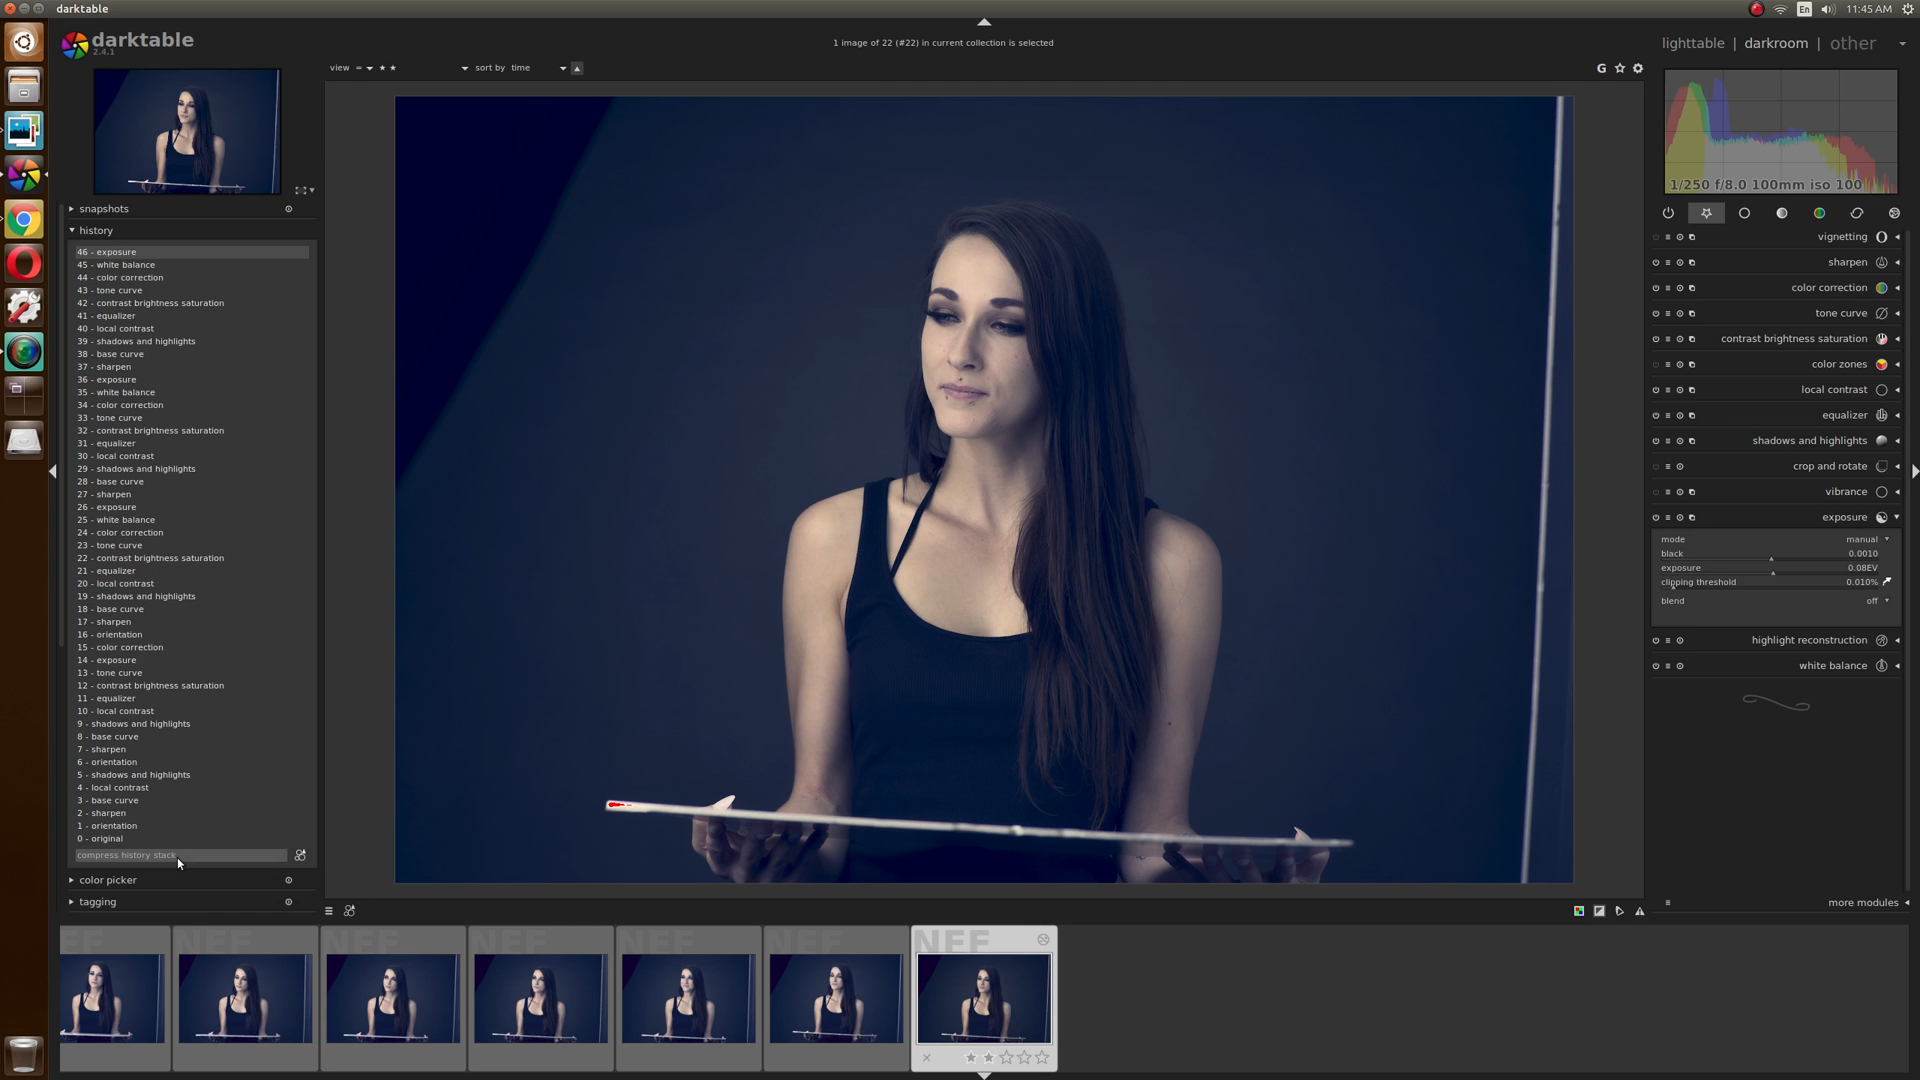 darktable
En
11:45 AM
darktable
2.4.1
1 image of 22 (#22) in current collection is selected
lighttable | darkroom | other
view = ★ ★
sort by time
G
1/250 f/8.0 100mm iso 100
snapshots
history
46 - exposure
45 - white balance
44 - color correction
43 - tone curve
42 - contrast brightness saturation
41 - equalizer
40 - local contrast
39 - shadows and highlights
38 - base curve
37 - sharpen
36 - exposure
35 - white balance
34 - color correction
33 - tone curve
32 - contrast brightness saturation
31 - equalizer
30 - local contrast
29 - shadows and highlights
28 - base curve
27 - sharpen
26 - exposure
25 - white balance
24 - color correction
23 - tone curve
22 - contrast brightness saturation
21 - equalizer
20 - local contrast
19 - shadows and highlights
18 - base curve
17 - sharpen
16 - orientation
15 - color correction
14 - exposure
13 - tone curve
12 - contrast brightness saturation
11 - equalizer
10 - local contrast
9 - shadows and highlights
8 - base curve
7 - sharpen
6 - orientation
5 - shadows and highlights
4 - local contrast
3 - base curve
2 - sharpen
1 - orientation
0 - original
compress history stack
color picker
tagging
vignetting
sharpen
color correction
tone curve
contrast brightness saturation
color zones
local contrast
equalizer
shadows and highlights
crop and rotate
vibrance
exposure
mode manual
black 0.0010
exposure 0.08EV
clipping threshold 0.010%
blend off
highlight reconstruction
white balance
more modules
EF
NEF
NEF
NEF
NEF
NEF
NEF